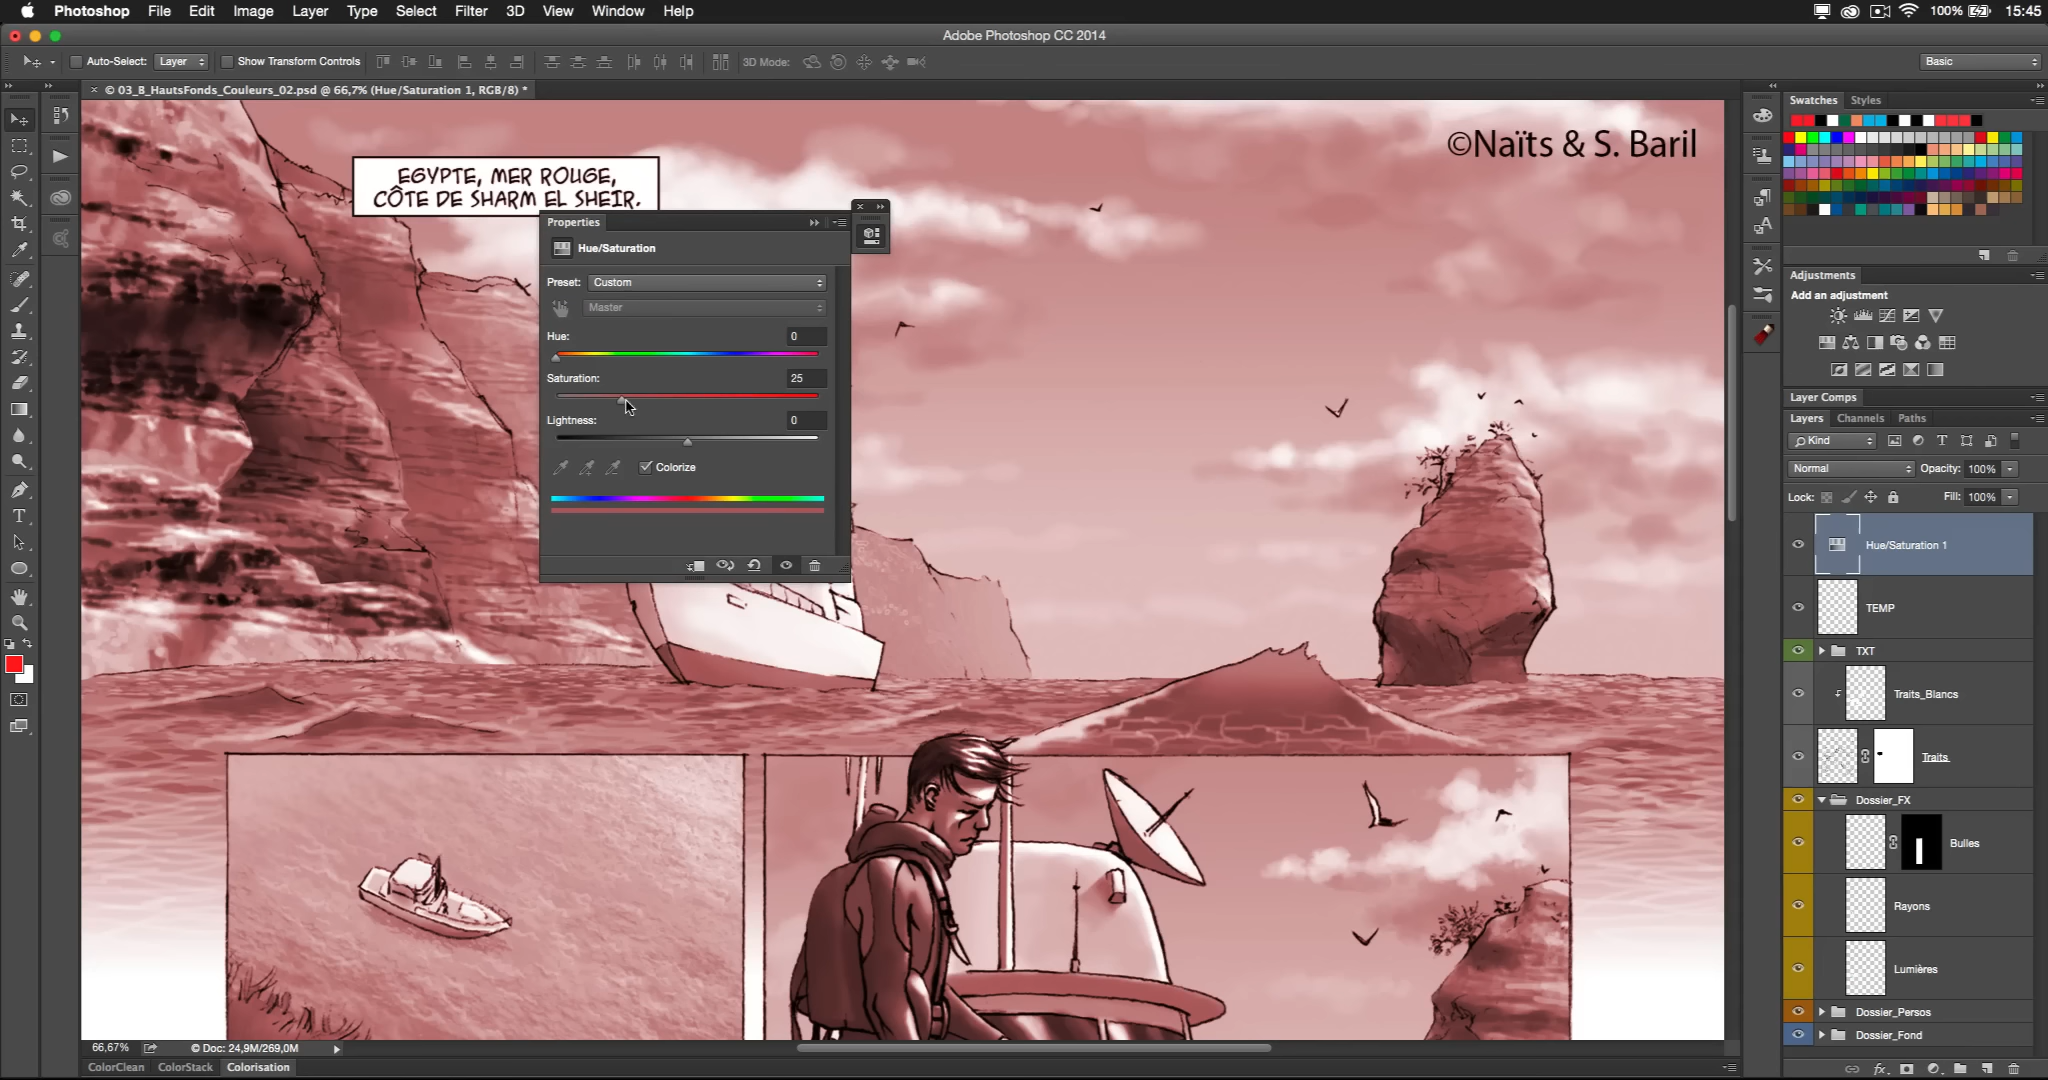 Photoshop File Edit Image Layer Type Select Filter 3D View Window Help 100% 15:45
Adobe Photoshop CC 2014
Auto-Select: Layer Show Transform Controls 3D Mode: Basic
© 03_B_HautsFonds_Couleurs_02.psd @ 66,7% (Hue/Saturation 1, RGB/8) *
©Naïts & S. Baril
EGYPTE, MER ROUGE,
CÔTE DE SHARM EL SHEIR.
Properties
Hue/Saturation
Preset: Custom
Master
Hue: 0
Saturation: 25
Lightness: 0
Colorize
Swatches Styles
Adjustments
Add an adjustment
Layer Comps
Layers Channels Paths
Kind
Normal Opacity: 100%
Lock: Fill: 100%
Hue/Saturation 1
TEMP
TXT
Traits_Blancs
Traits
Dossier_FX
Bulles
Rayons
Lumières
Dossier_Persos
Dossier_Fond
66,67% © Doc: 24,9M/269,0M
ColorClean ColorStack Colorisation
fx